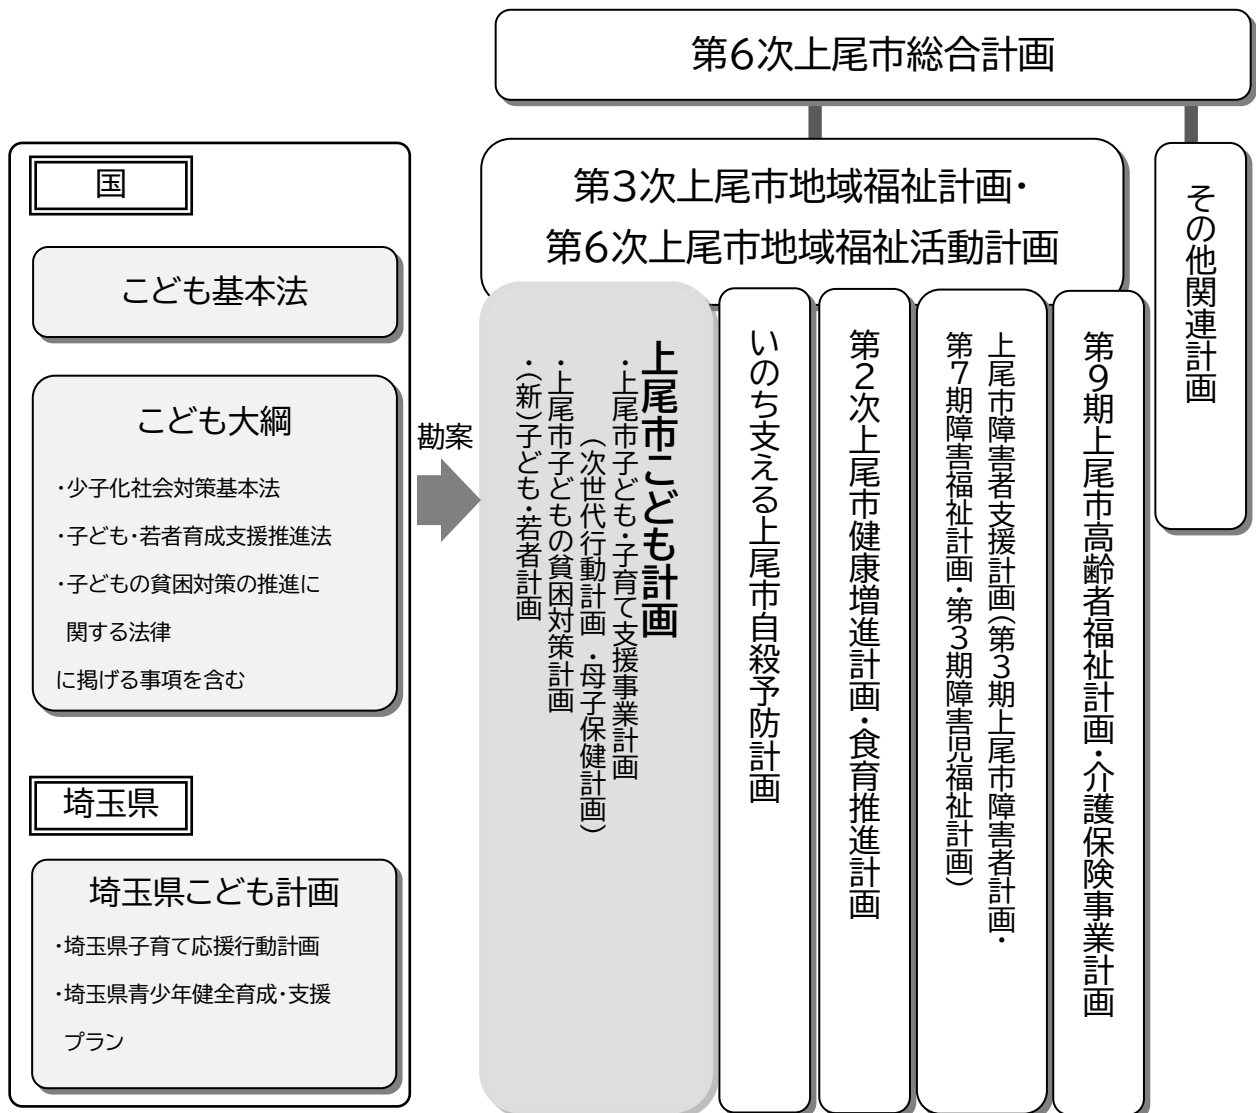 第6次上尾市総合計画
国
こども基本法
こども大綱
・少子化社会対策基本法
・子ども・若者育成支援推進法
・子どもの貧困対策の推進に
関する法律
に掲げる事項を含む
埼玉県
埼玉県こども計画
・埼玉県子育て応援行動計画
・埼玉県青少年健全育成・支援
プラン
勘案
第3次上尾市地域福祉計画・
第6次上尾市地域福祉活動計画
上尾市こども計画
・上尾市子ども・子育て支援事業計画
（次世代行動計画・母子保健計画）
・上尾市子どもの貧困対策計画
・（新）子ども・若者計画
いのち支える上尾市自殺予防計画
第2次上尾市健康増進計画・食育推進計画
上尾市障害者支援計画（第3期上尾市障害者計画・
第7期障害福祉計画・第3期障害児福祉計画）
第9期上尾市高齢者福祉計画・介護保険事業計画
その他関連計画